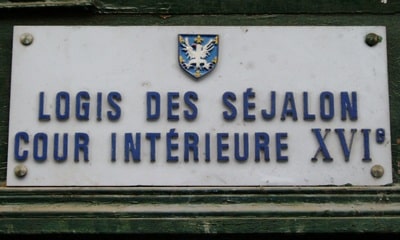 LOGIS DES SÉJALON
COUR INTÉRIEURE XVIe